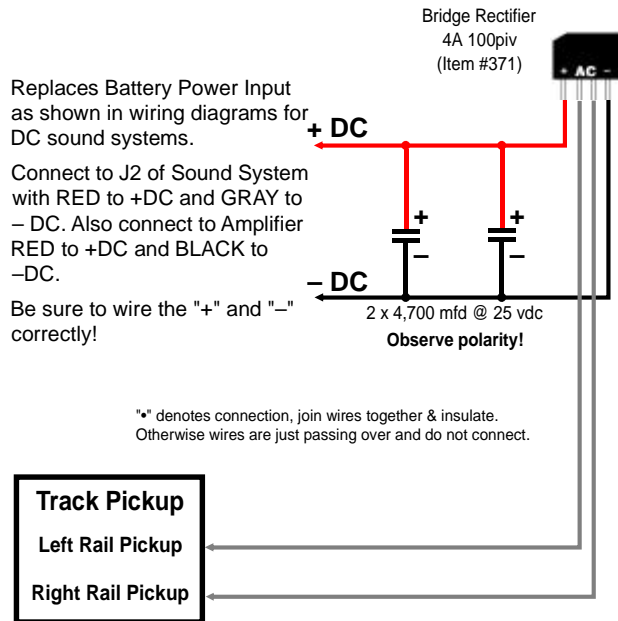 Bridge Rectifier
4A 100piv
(Item #371)
+ AC -
Replaces Battery Power Input
as shown in wiring diagrams for
DC sound systems.
+ DC
Connect to J2 of Sound System
with RED to +DC and GRAY to
– DC. Also connect to Amplifier
RED to +DC and BLACK to
–DC.
+
+
–
–
– DC
Be sure to wire the "+" and "–"
correctly!
2 x 4,700 mfd @ 25 vdc
Observe polarity!
"•" denotes connection, join wires together & insulate.
Otherwise wires are just passing over and do not connect.
Track Pickup
Left Rail Pickup
Right Rail Pickup